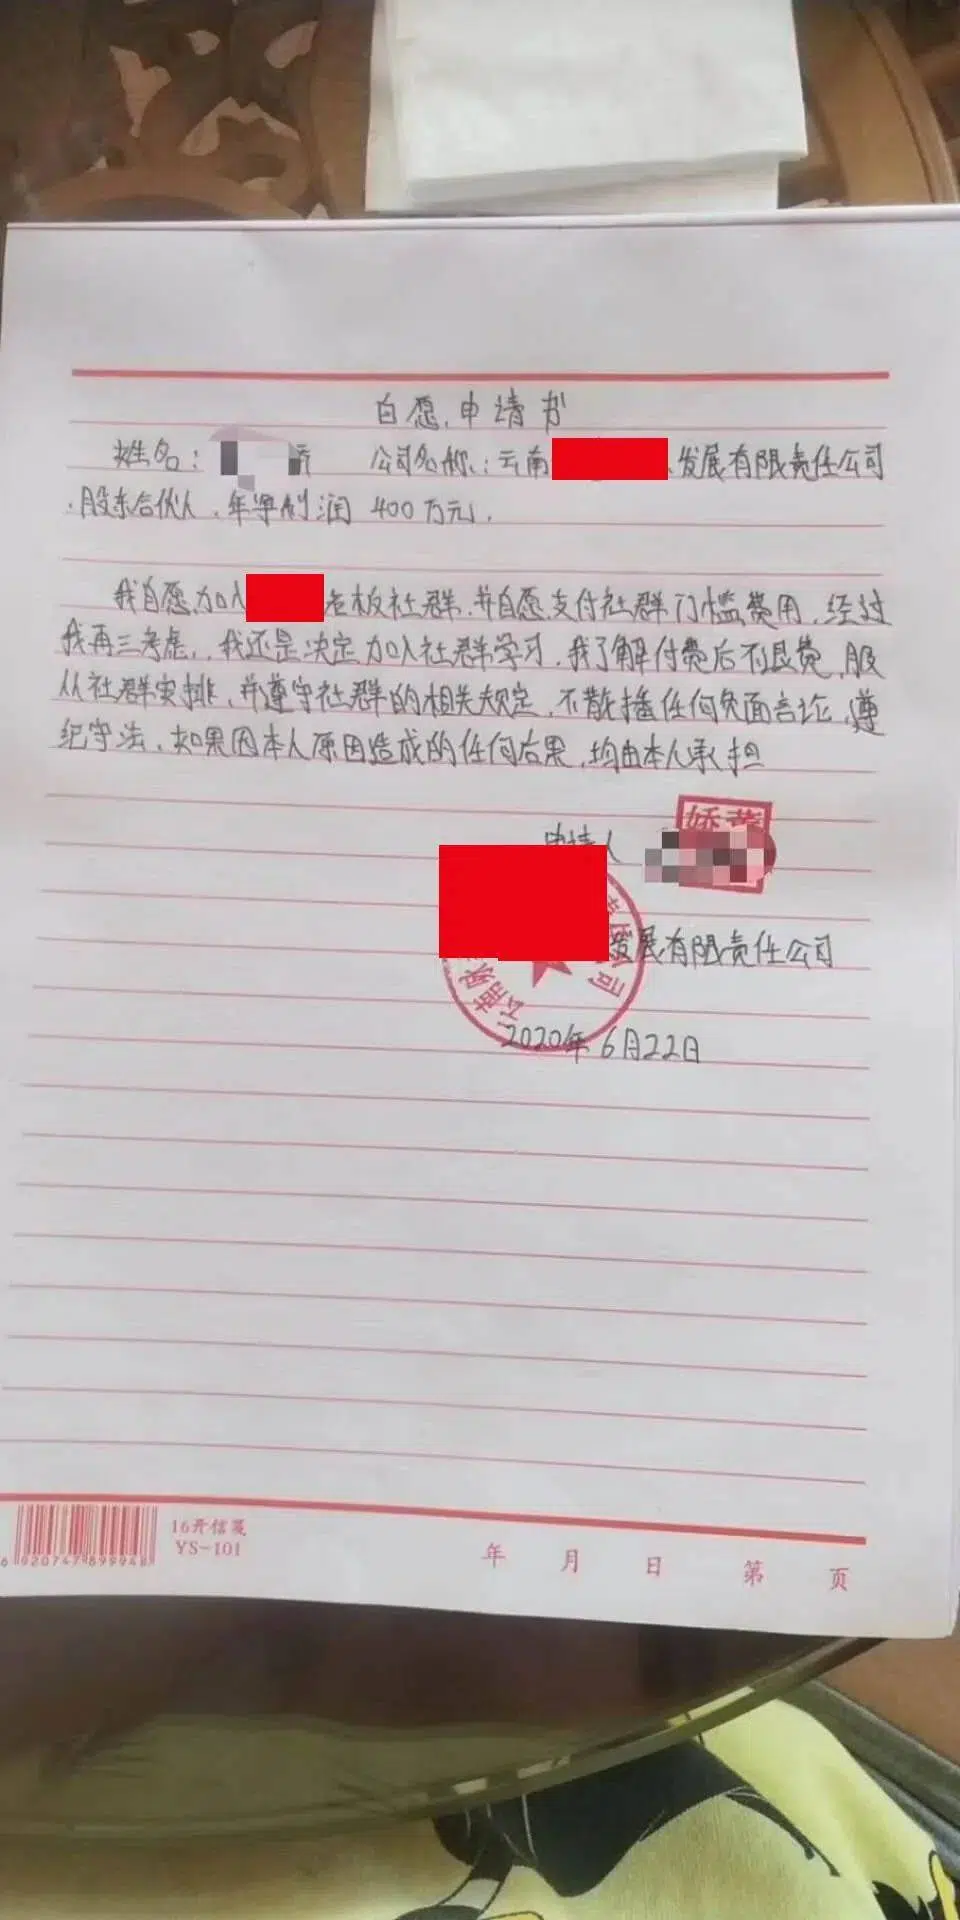 自愿申请书
姓名: 公司名称:云南 发展有限责任公司
股东合伙人,年净利润 400万元.
我自愿加入 老板社群,并自愿支付社群门槛费用,经过
我再三考虑,我还是决定加入社群学习,我了解付费后不退费,服
从社群安排,并遵守社群的相关规定,不散播任何负面言论,遵
纪守法,如果因本人原因造成的任何后果,均由本人承担
申请人
发展有限责任公司
2020年6月22日
16开信笺
YS-101
年 月 日 第 页
6 920747 899948